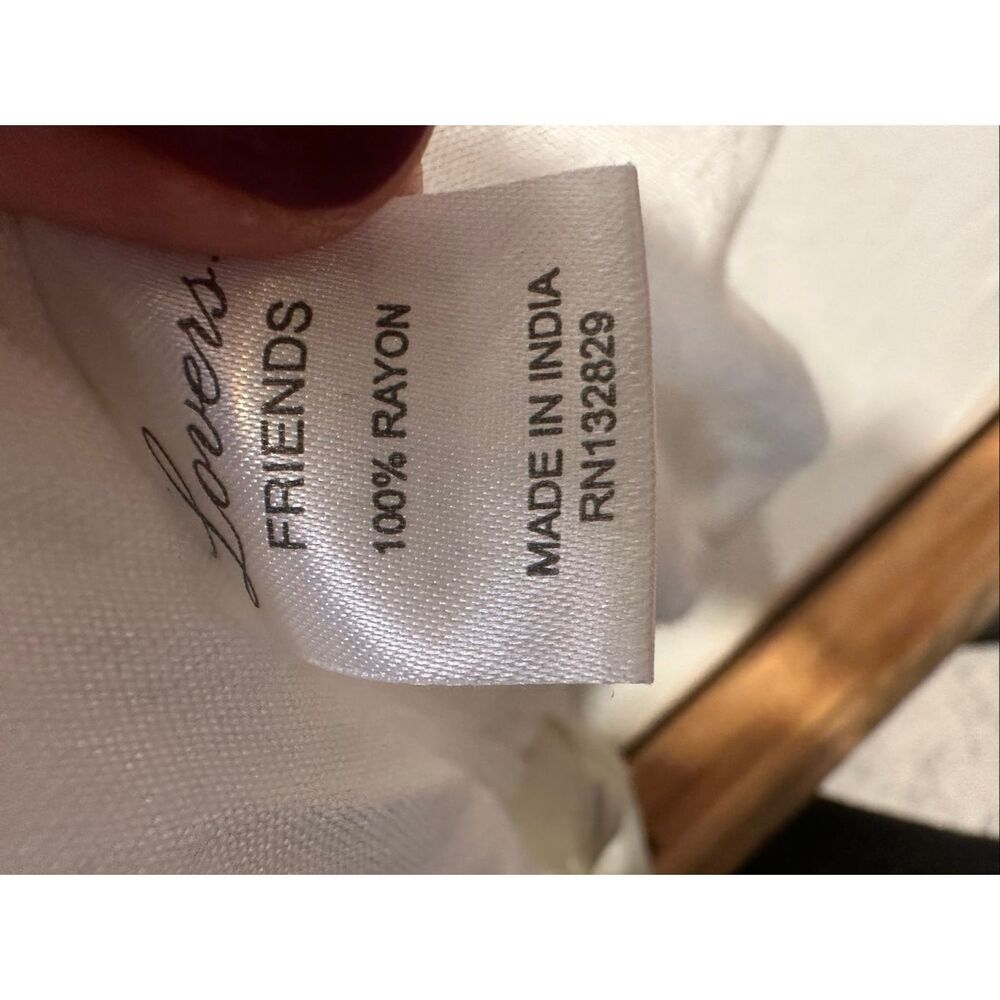 Lovers.
FRIENDS
100% RAYON
MADE IN INDIA
RN132829